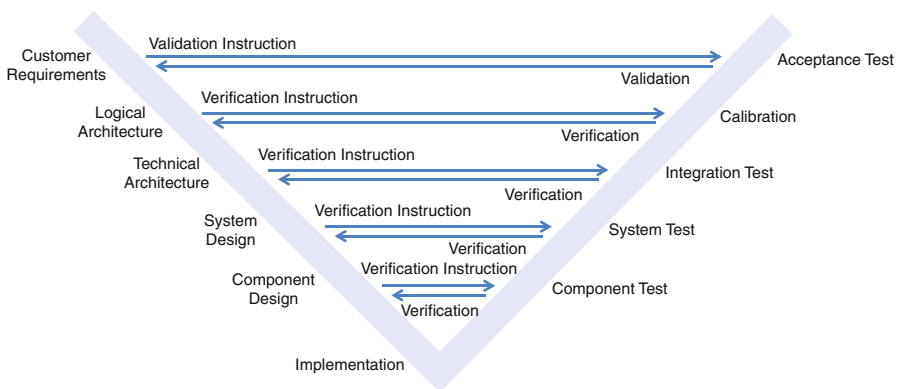 Validation Instruction
Customer
Requirements
Acceptance Test
Validation
Verification Instruction
Logical
Architecture
Calibration
Verification
Verification Instruction
Technical
Architecture
Integration Test
Verification
Verification Instruction
System
Design
System Test
Verification
Verification Instruction
Component
Design
Component Test
Verification
Implementation